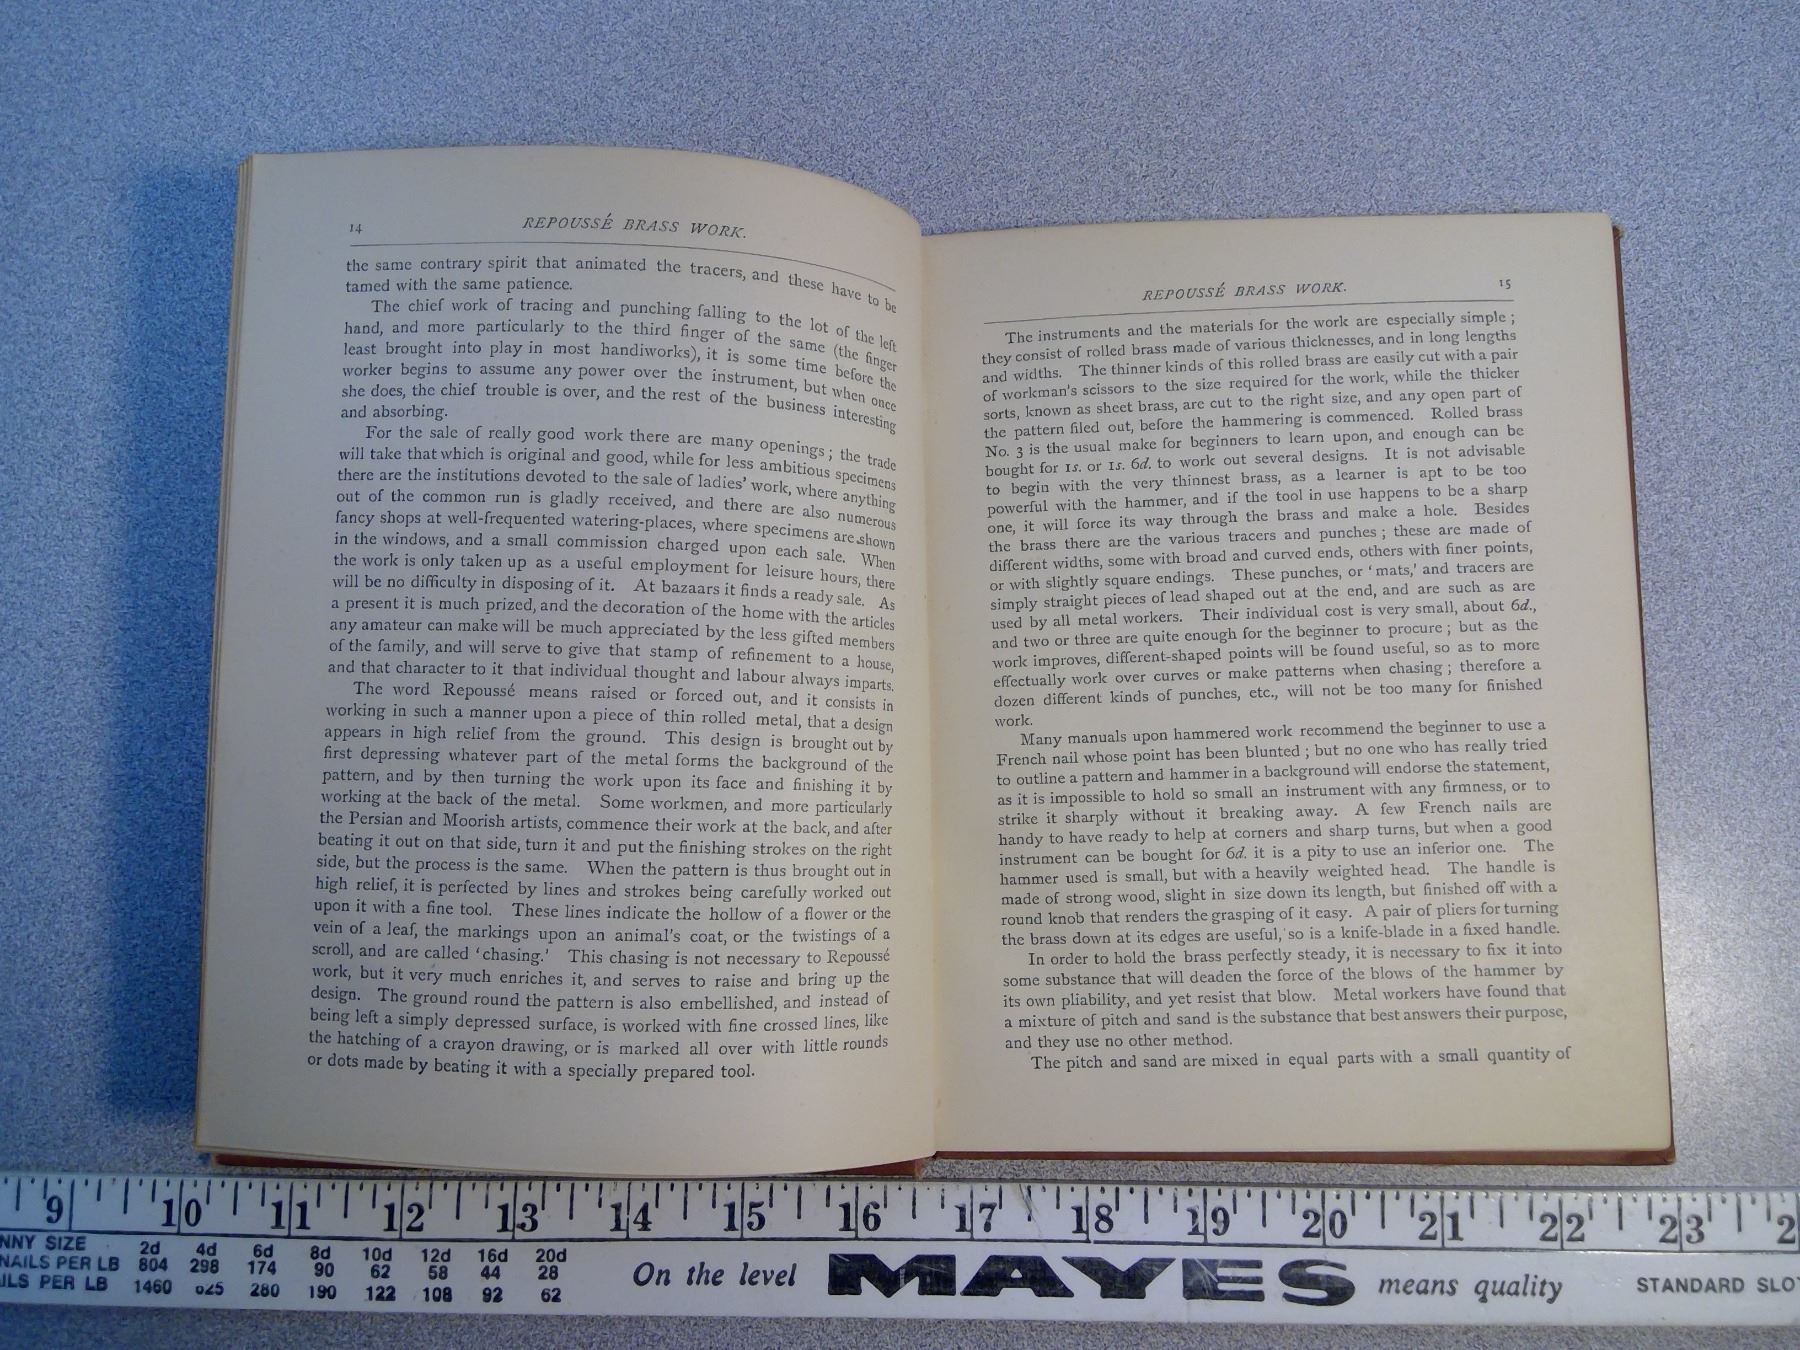 14 REPOUSSÉ BRASS WORK.
the same contrary spirit that animated the tracers, and these have to be
tamed with the same patience.
The chief work of tracing and punching falling to the lot of the left
hand, and more particularly to the third finger of the same (the finger
least brought into play in most handiworks), it is some time before the
worker begins to assume any power over the instrument, but when once
she does, the chief trouble is over, and the rest of the business interesting
and absorbing.
For the sale of really good work there are many openings; the trade
will take that which is original and good, while for less ambitious specimens
there are the institutions devoted to the sale of ladies' work, where anything
out of the common run is gladly received, and there are also numerous
fancy shops at well-frequented watering-places, where specimens are shown
in the windows, and a small commission charged upon each sale. When
the work is only taken up as a useful employment for leisure hours, there
will be no difficulty in disposing of it. At bazaars it finds a ready sale. As
a present it is much prized, and the decoration of the home with the articles
any amateur can make will be much appreciated by the less gifted members
of the family, and will serve to give that stamp of refinement to a house,
and that character to it that individual thought and labour always imparts.
The word Repoussé means raised or forced out, and it consists in
working in such a manner upon a piece of thin rolled metal, that a design
appears in high relief from the ground. This design is brought out by
first depressing whatever part of the metal forms the background of the
pattern, and by then turning the work upon its face and finishing it by
working at the back of the metal. Some workmen, and more particularly
the Persian and Moorish artists, commence their work at the back, and after
beating it out on that side, turn it and put the finishing strokes on the right
side, but the process is the same. When the pattern is thus brought out in
high relief, it is perfected by lines and strokes being carefully worked out
upon it with a fine tool. These lines indicate the hollow of a flower or the
vein of a leaf, the markings upon an animal's coat, or the twistings of a
scroll, and are called 'chasing.' This chasing is not necessary to Repoussé
work, but it very much enriches it, and serves to raise and bring up the
design. The ground round the pattern is also embellished, and instead of
being left a simply depressed surface, is worked with fine crossed lines, like
the hatching of a crayon drawing, or is marked all over with little rounds
or dots made by beating it with a specially prepared tool.
REPOUSSÉ BRASS WORK. 15
The instruments and the materials for the work are especially simple;
they consist of rolled brass made of various thicknesses, and in long lengths
and widths. The thinner kinds of this rolled brass are easily cut with a pair
of workman's scissors to the size required for the work, while the thicker
sorts, known as sheet brass, are cut to the right size, and any open part of
the pattern filed out, before the hammering is commenced. Rolled brass
No. 3 is the usual make for beginners to learn upon, and enough can be
bought for 1s. or 1s. 6d. to work out several designs. It is not advisable
to begin with the very thinnest brass, as a learner is apt to be too
powerful with the hammer, and if the tool in use happens to be a sharp
one, it will force its way through the brass and make a hole. Besides
the brass there are the various tracers and punches; these are made of
different widths, some with broad and curved ends, others with finer points,
or with slightly square endings. These punches, or 'mats,' and tracers are
simply straight pieces of lead shaped out at the end, and are such as are
used by all metal workers. Their individual cost is very small, about 6d.,
and two or three are quite enough for the beginner to procure; but as the
work improves, different-shaped points will be found useful, so as to more
effectually work over curves or make patterns when chasing; therefore a
dozen different kinds of punches, etc., will not be too many for finished
work.
Many manuals upon hammered work recommend the beginner to use a
French nail whose point has been blunted; but no one who has really tried
to outline a pattern and hammer in a background will endorse the statement,
as it is impossible to hold so small an instrument with any firmness, or to
strike it sharply without it breaking away. A few French nails are
handy to have ready to help at corners and sharp turns, but when a good
instrument can be bought for 6d. it is a pity to use an inferior one. The
hammer used is small, but with a heavily weighted head. The handle is
made of strong wood, slight in size down its length, but finished off with a
round knob that renders the grasping of it easy. A pair of pliers for turning
the brass down at its edges are useful, so is a knife-blade in a fixed handle.
In order to hold the brass perfectly steady, it is necessary to fix it into
some substance that will deaden the force of the blows of the hammer by
its own pliability, and yet resist that blow. Metal workers have found that
a mixture of pitch and sand is the substance that best answers their purpose,
and they use no other method.
The pitch and sand are mixed in equal parts with a small quantity of
9 10 11 12 13 14 15 16 17 18 19 20 21 22 23 2
NNY SIZE 2d 4d 6d 8d 10d 12d 16d 20d
NAILS PER LB 804 298 174 90 62 58 44 28
ILS PER LB 1460 625 280 190 122 108 92 62
On the level MAYES means quality STANDARD SLO